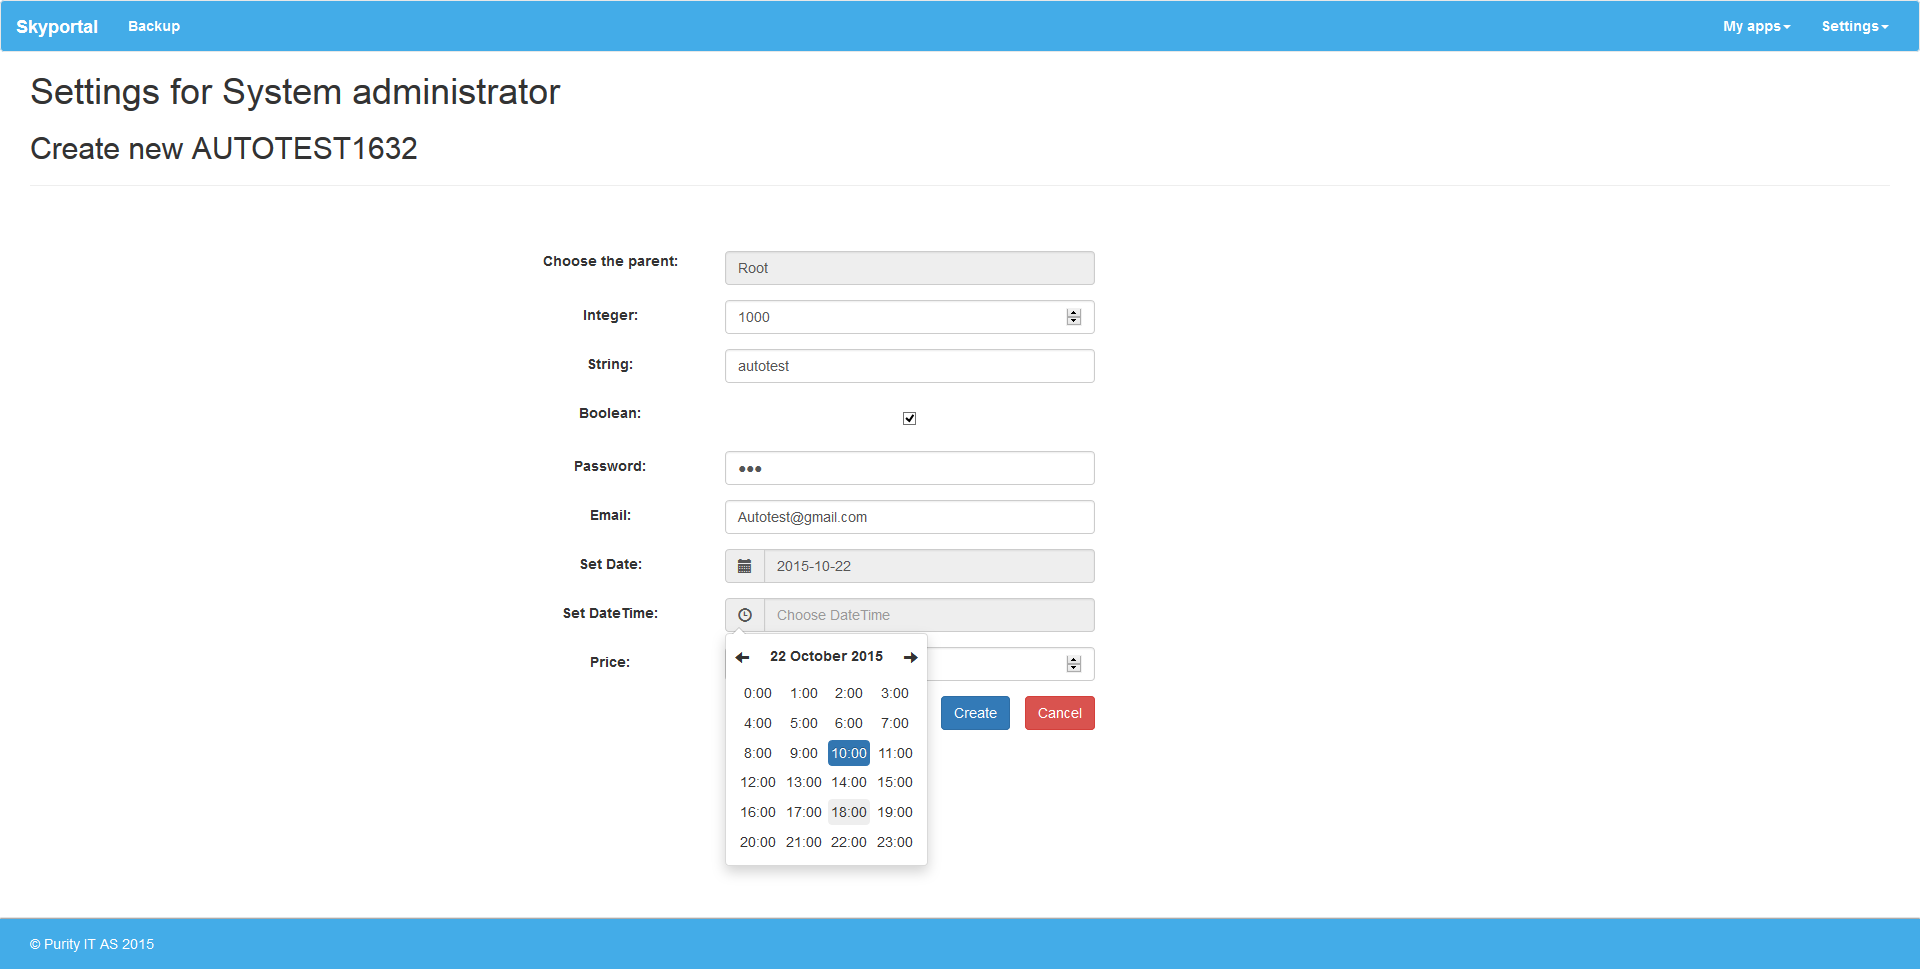 Skyportal Backup My apps Settings
Settings for System administrator
Create new AUTOTEST1632
Choose the parent: Root
Integer: 1000
String: autotest
Boolean:
Password: •••
Email: Autotest@gmail.com
Set Date: 2015-10-22
Set DateTime: Choose DateTime
22 October 2015
Price:
0:00 1:00 2:00 3:00
Create Cancel
4:00 5:00 6:00 7:00
8:00 9:00 10:00 11:00
12:00 13:00 14:00 15:00
16:00 17:00 18:00 19:00
20:00 21:00 22:00 23:00
© Purity IT AS 2015